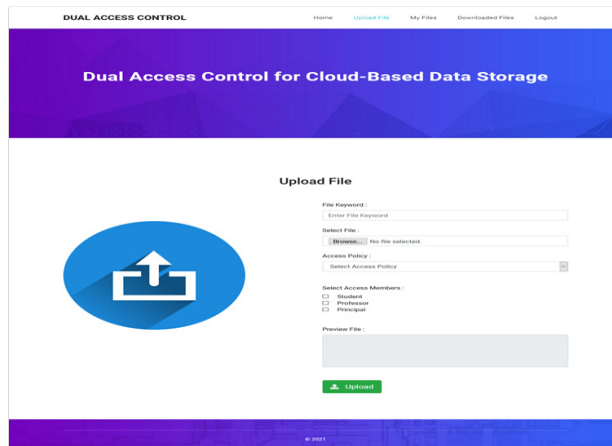 DUAL ACCESS CONTROL
Home Upload File My Files Downloaded Files Logout
Dual Access Control for Cloud-Based Data Storage
Upload File
File Keyword :
Enter File Keyword
Select File :
Browse... No file selected.
Access Policy :
Select Access Policy
Select Access Members :
Student
Professor
Principal
Preview File :
Upload
© 2021